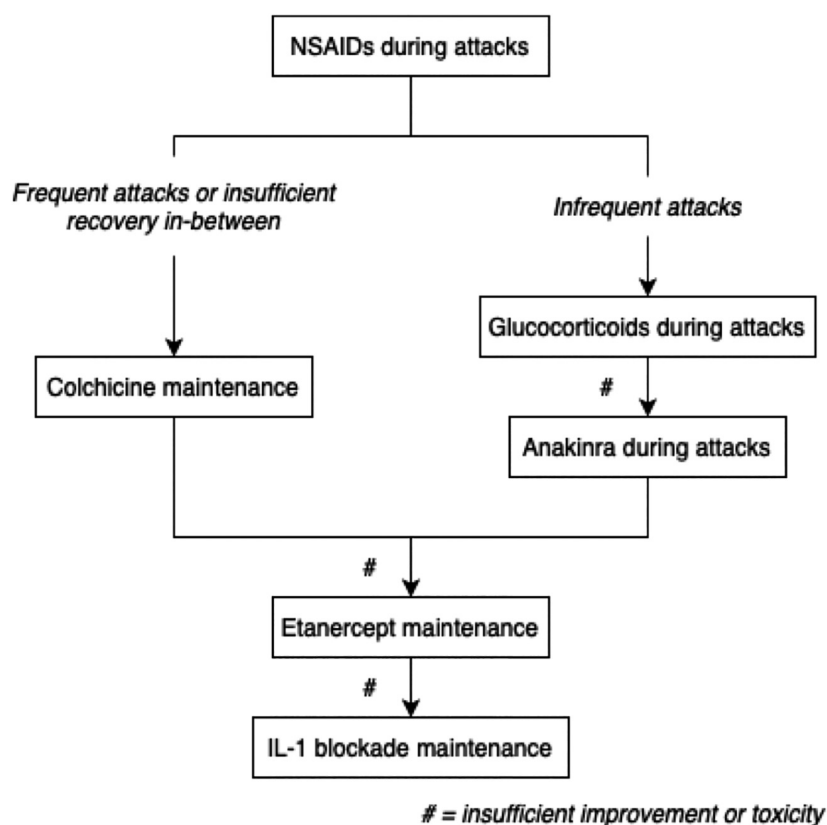 NSAIDs during attacks
Frequent attacks or insufficient
recovery in-between
Infrequent attacks
Glucocorticoids during attacks
Colchicine maintenance
#
Anakinra during attacks
#
Etanercept maintenance
#
IL-1 blockade maintenance
# = insufficient improvement or toxicity